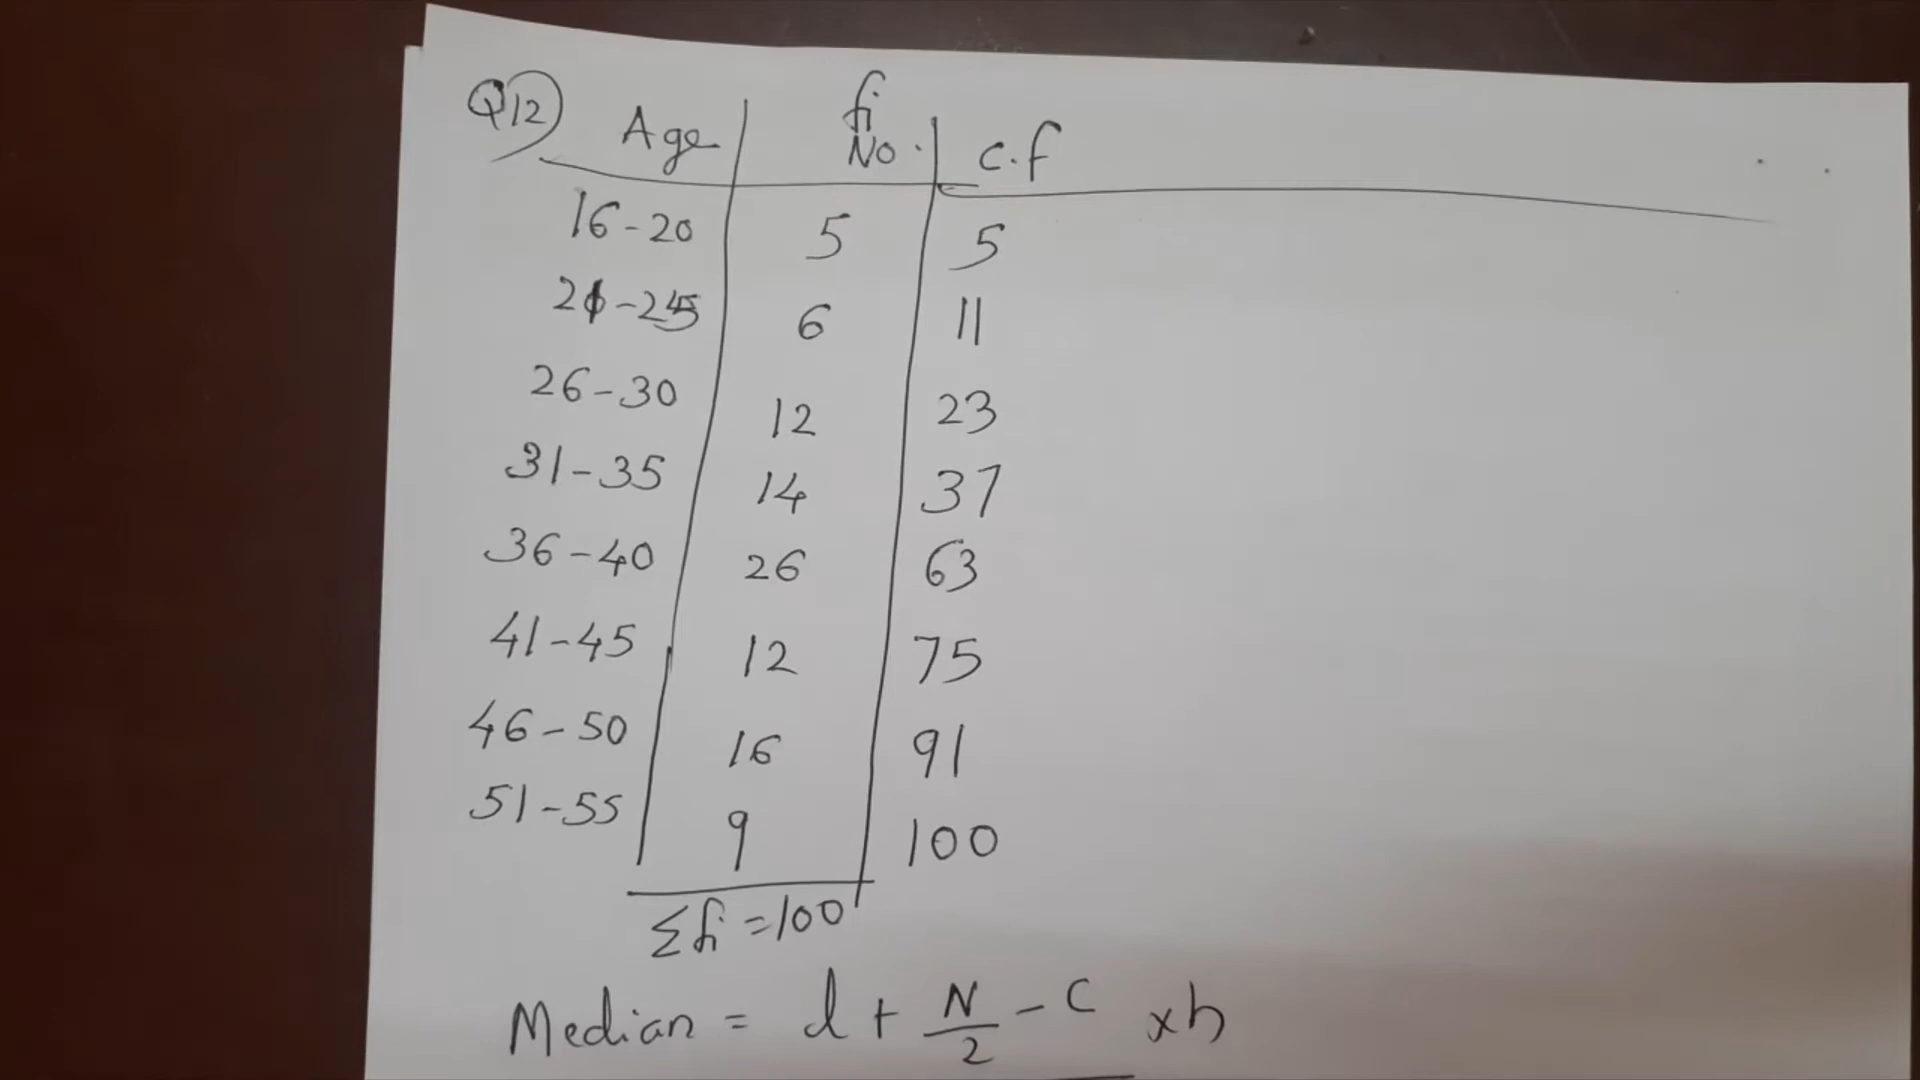 Q12 Age fi No. c.f
16-20 5 5
21-25 6 11
26-30 12 23
31-35 14 37
36-40 26 63
41-45 12 75
46-50 16 91
51-55 9 100
Σfi =100
Median = l + N/2 - C xh